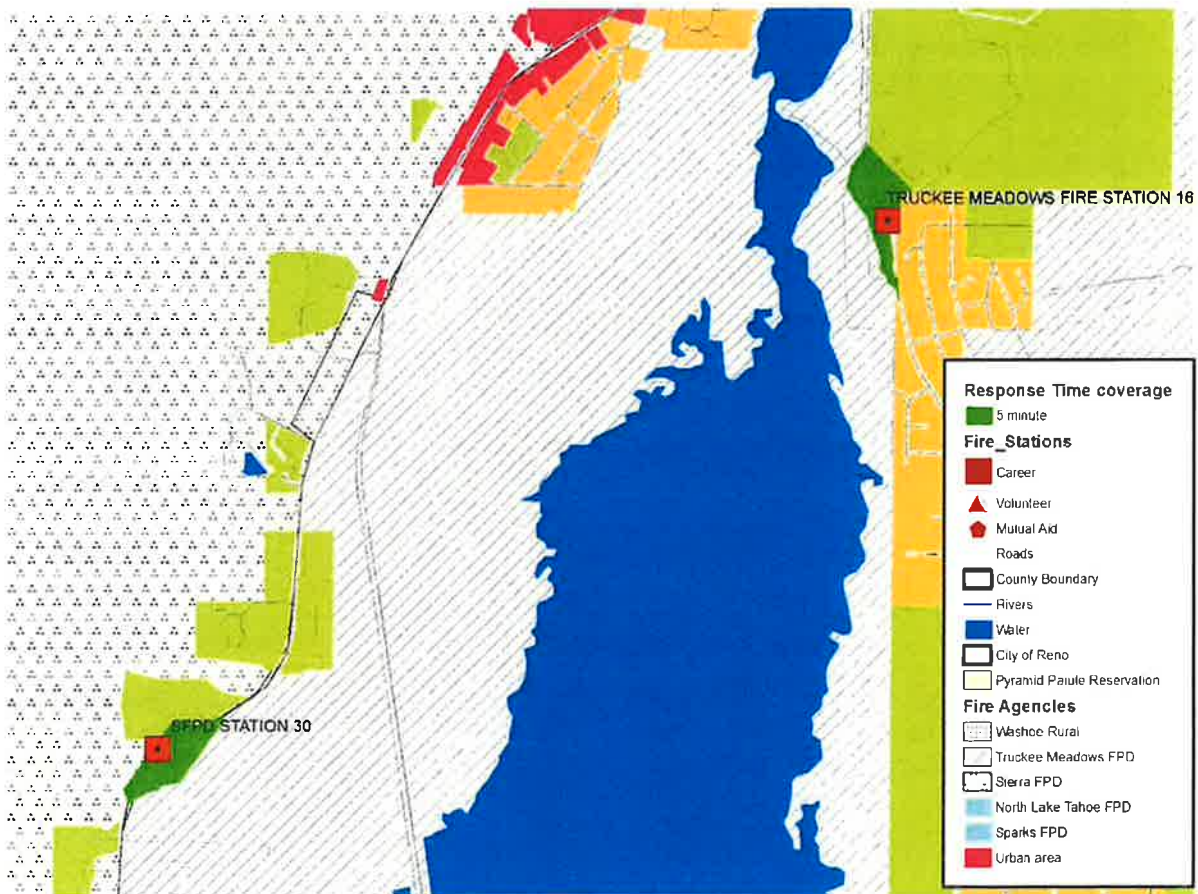 TRUCKEE MEADOWS FIRE STATION 16
SFPD STATION 30
Response Time coverage
5 minute
Fire_Stations
Career
Volunteer
Mutual Aid
Roads
County Boundary
Rivers
Water
City of Reno
Pyramid Paiute Reservation
Fire Agencies
Washoe Rural
Truckee Meadows FPD
Sierra FPD
North Lake Tahoe FPD
Sparks FPD
Urban area